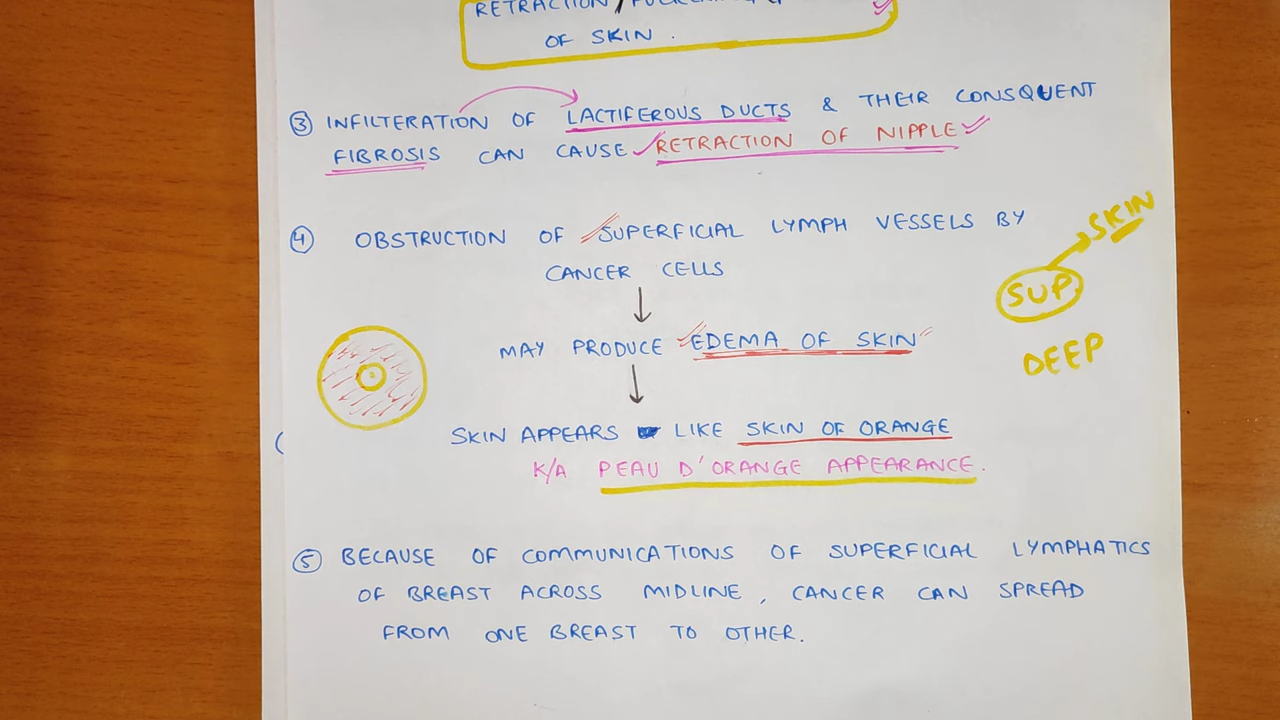 RETRACTION /
OF SKIN.
③ INFILTERATION OF LACTIFEROUS DUCTS & THEIR CONSQUENT
FIBROSIS CAN CAUSE RETRACTION OF NIPPLE
④ OBSTRUCTION OF SUPERFICIAL LYMPH VESSELS BY
CANCER CELLS
MAY PRODUCE EDEMA OF SKIN
SKIN APPEARS LIKE SKIN OF ORANGE
K/A PEAU D'ORANGE APPEARANCE.
⑤ BECAUSE OF COMMUNICATIONS OF SUPERFICIAL LYMPHATICS
OF BREAST ACROSS MIDLINE, CANCER CAN SPREAD
FROM ONE BREAST TO OTHER.
SKIN
SUP
DEEP